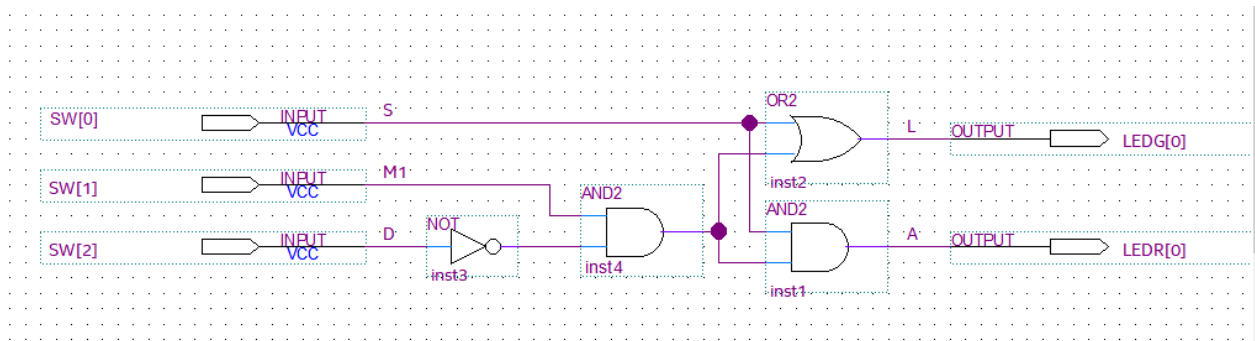 OR2
SW[0]
INPUT
VCC
S
L
OUTPUT
LEDG[0]
inst2
SW[1]
INPUT
VCC
M1
AND2
inst4
AND2
SW[2]
INPUT
VCC
D
NOT
inst3
A
OUTPUT
LEDR[0]
inst1